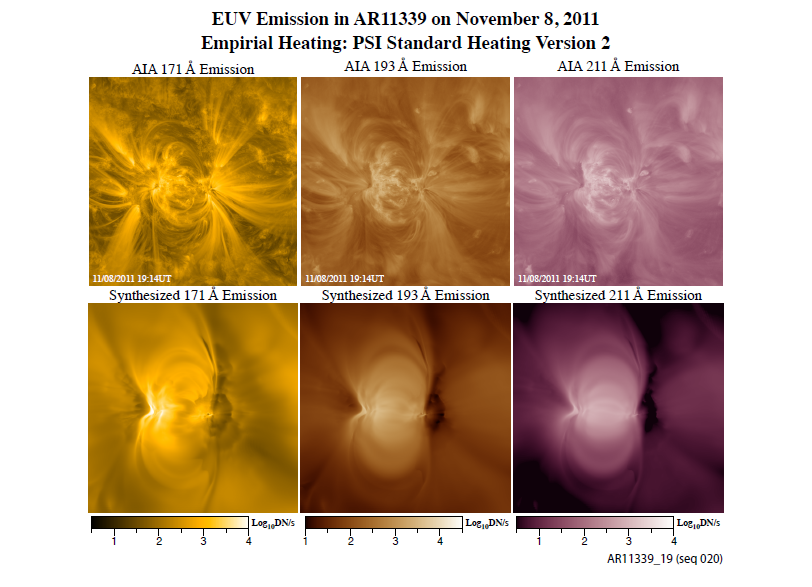 EUV Emission in AR11339 on November 8, 2011
Empirial Heating: PSI Standard Heating Version 2
AIA 171 Å Emission
AIA 193 Å Emission
AIA 211 Å Emission
11/08/2011 19:14UT
11/08/2011 19:14UT
11/08/2011 19:14UT
Synthesized 171 Å Emission
Synthesized 193 Å Emission
Synthesized 211 Å Emission
1 2 3 4 Log10DN/s
1 2 3 4 Log10DN/s
1 2 3 4 Log10DN/s
AR11339_19 (seq 020)